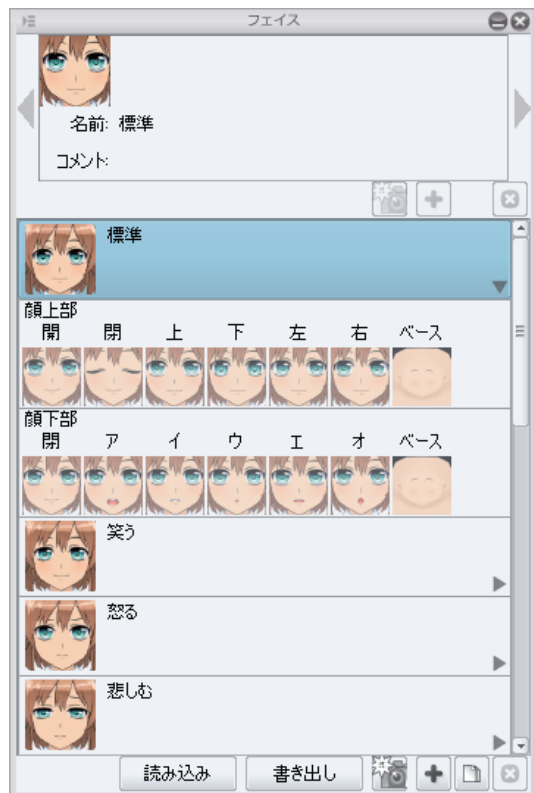 フェイス
名前: 標準
コメント:
標準
顔上部
開 閉 上 下 左 右 ベース
顔下部
閉 ア イ ウ エ オ ベース
笑う
怒る
悲しむ
読み込み 書き出し